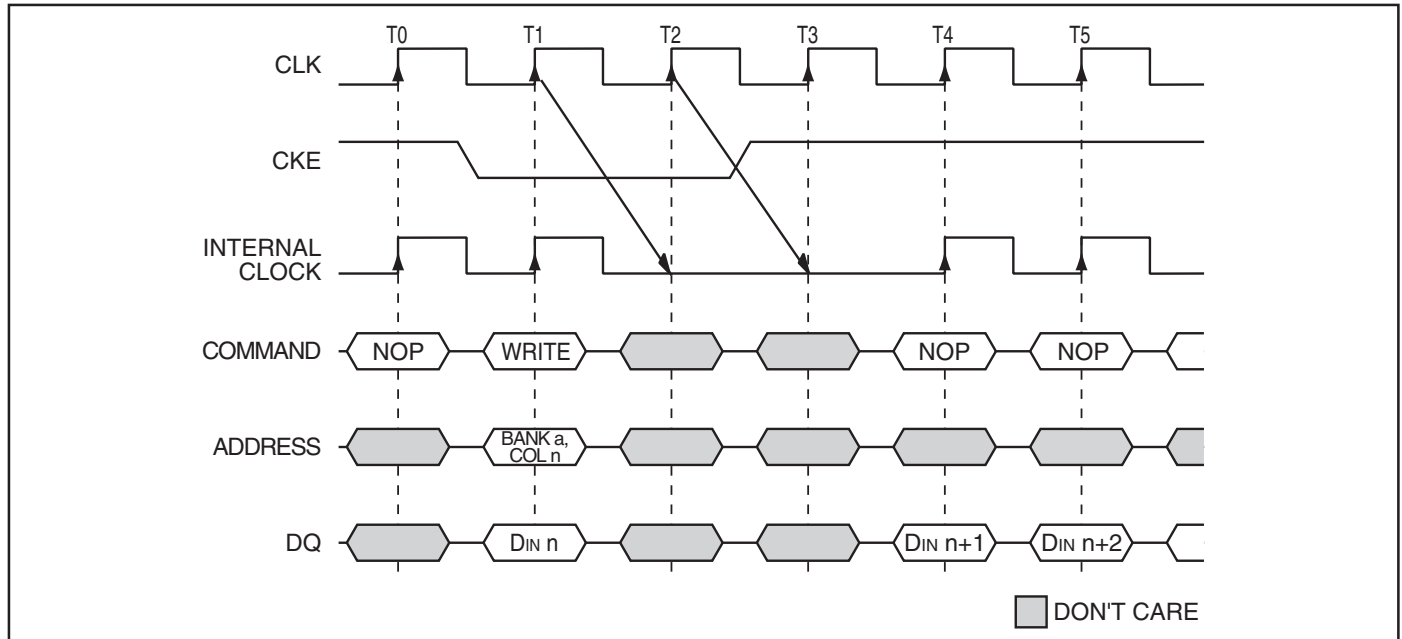 T0 T1 T2 T3 T4 T5
CLK
CKE
INTERNAL
CLOCK
COMMAND NOP WRITE NOP NOP
ADDRESS BANK a,
COL n
DQ DIN n DIN n+1 DIN n+2
DON'T CARE